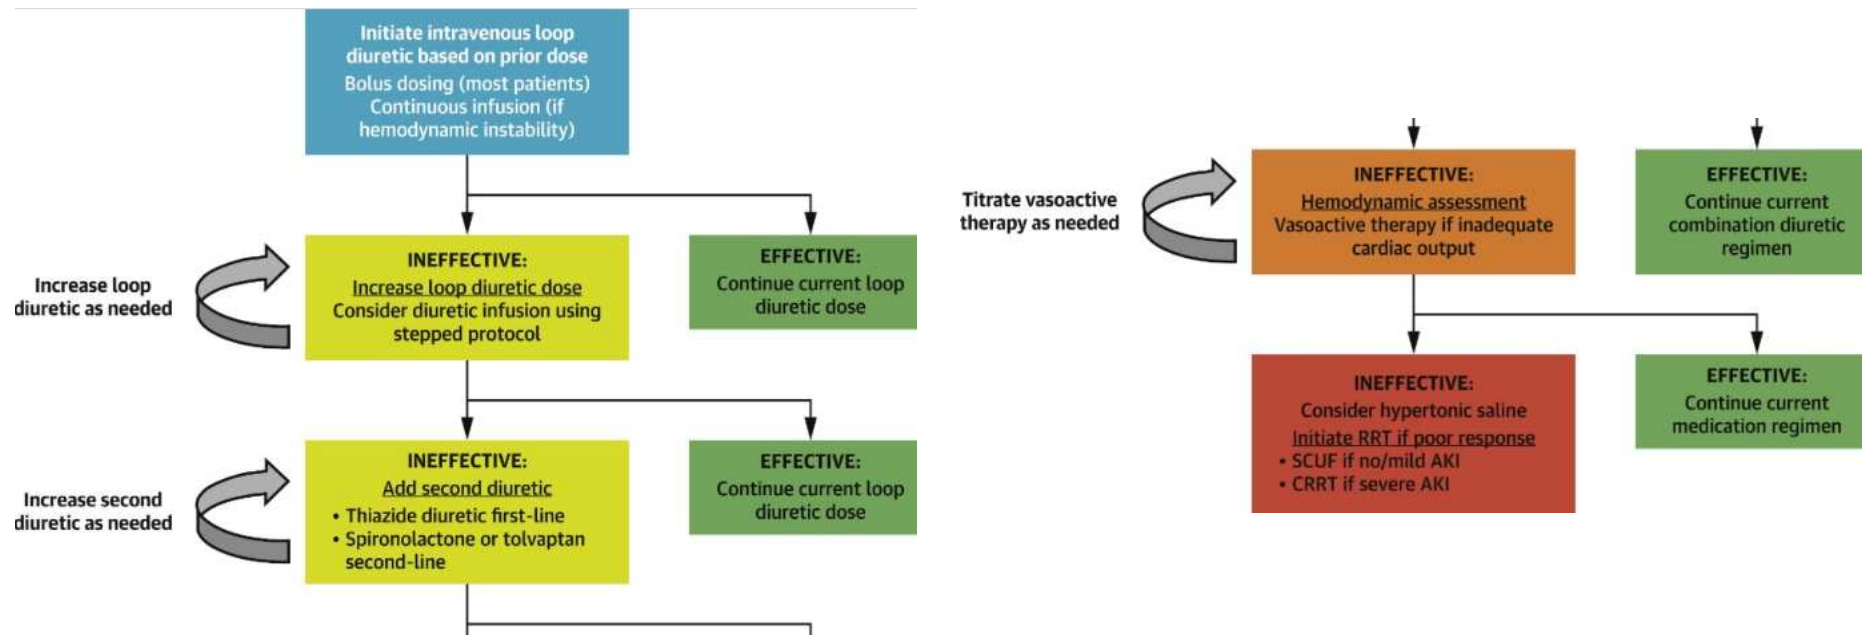 Initiate intravenous loop
diuretic based on prior dose
Bolus dosing (most patients)
Continuous infusion (if
hemodynamic instability)
Increase loop
diuretic as needed
INEFFECTIVE:
Increase loop diuretic dose
Consider diuretic infusion using
stepped protocol
EFFECTIVE:
Continue current loop
diuretic dose
Increase second
diuretic as needed
INEFFECTIVE:
Add second diuretic
• Thiazide diuretic first-line
• Spironolactone or tolvaptan
second-line
EFFECTIVE:
Continue current loop
diuretic dose
Titrate vasoactive
therapy as needed
INEFFECTIVE:
Hemodynamic assessment
Vasoactive therapy if inadequate
cardiac output
EFFECTIVE:
Continue current
combination diuretic
regimen
INEFFECTIVE:
Consider hypertonic saline
Initiate RRT if poor response
• SCUF if no/mild AKI
• CRRT if severe AKI
EFFECTIVE:
Continue current
medication regimen